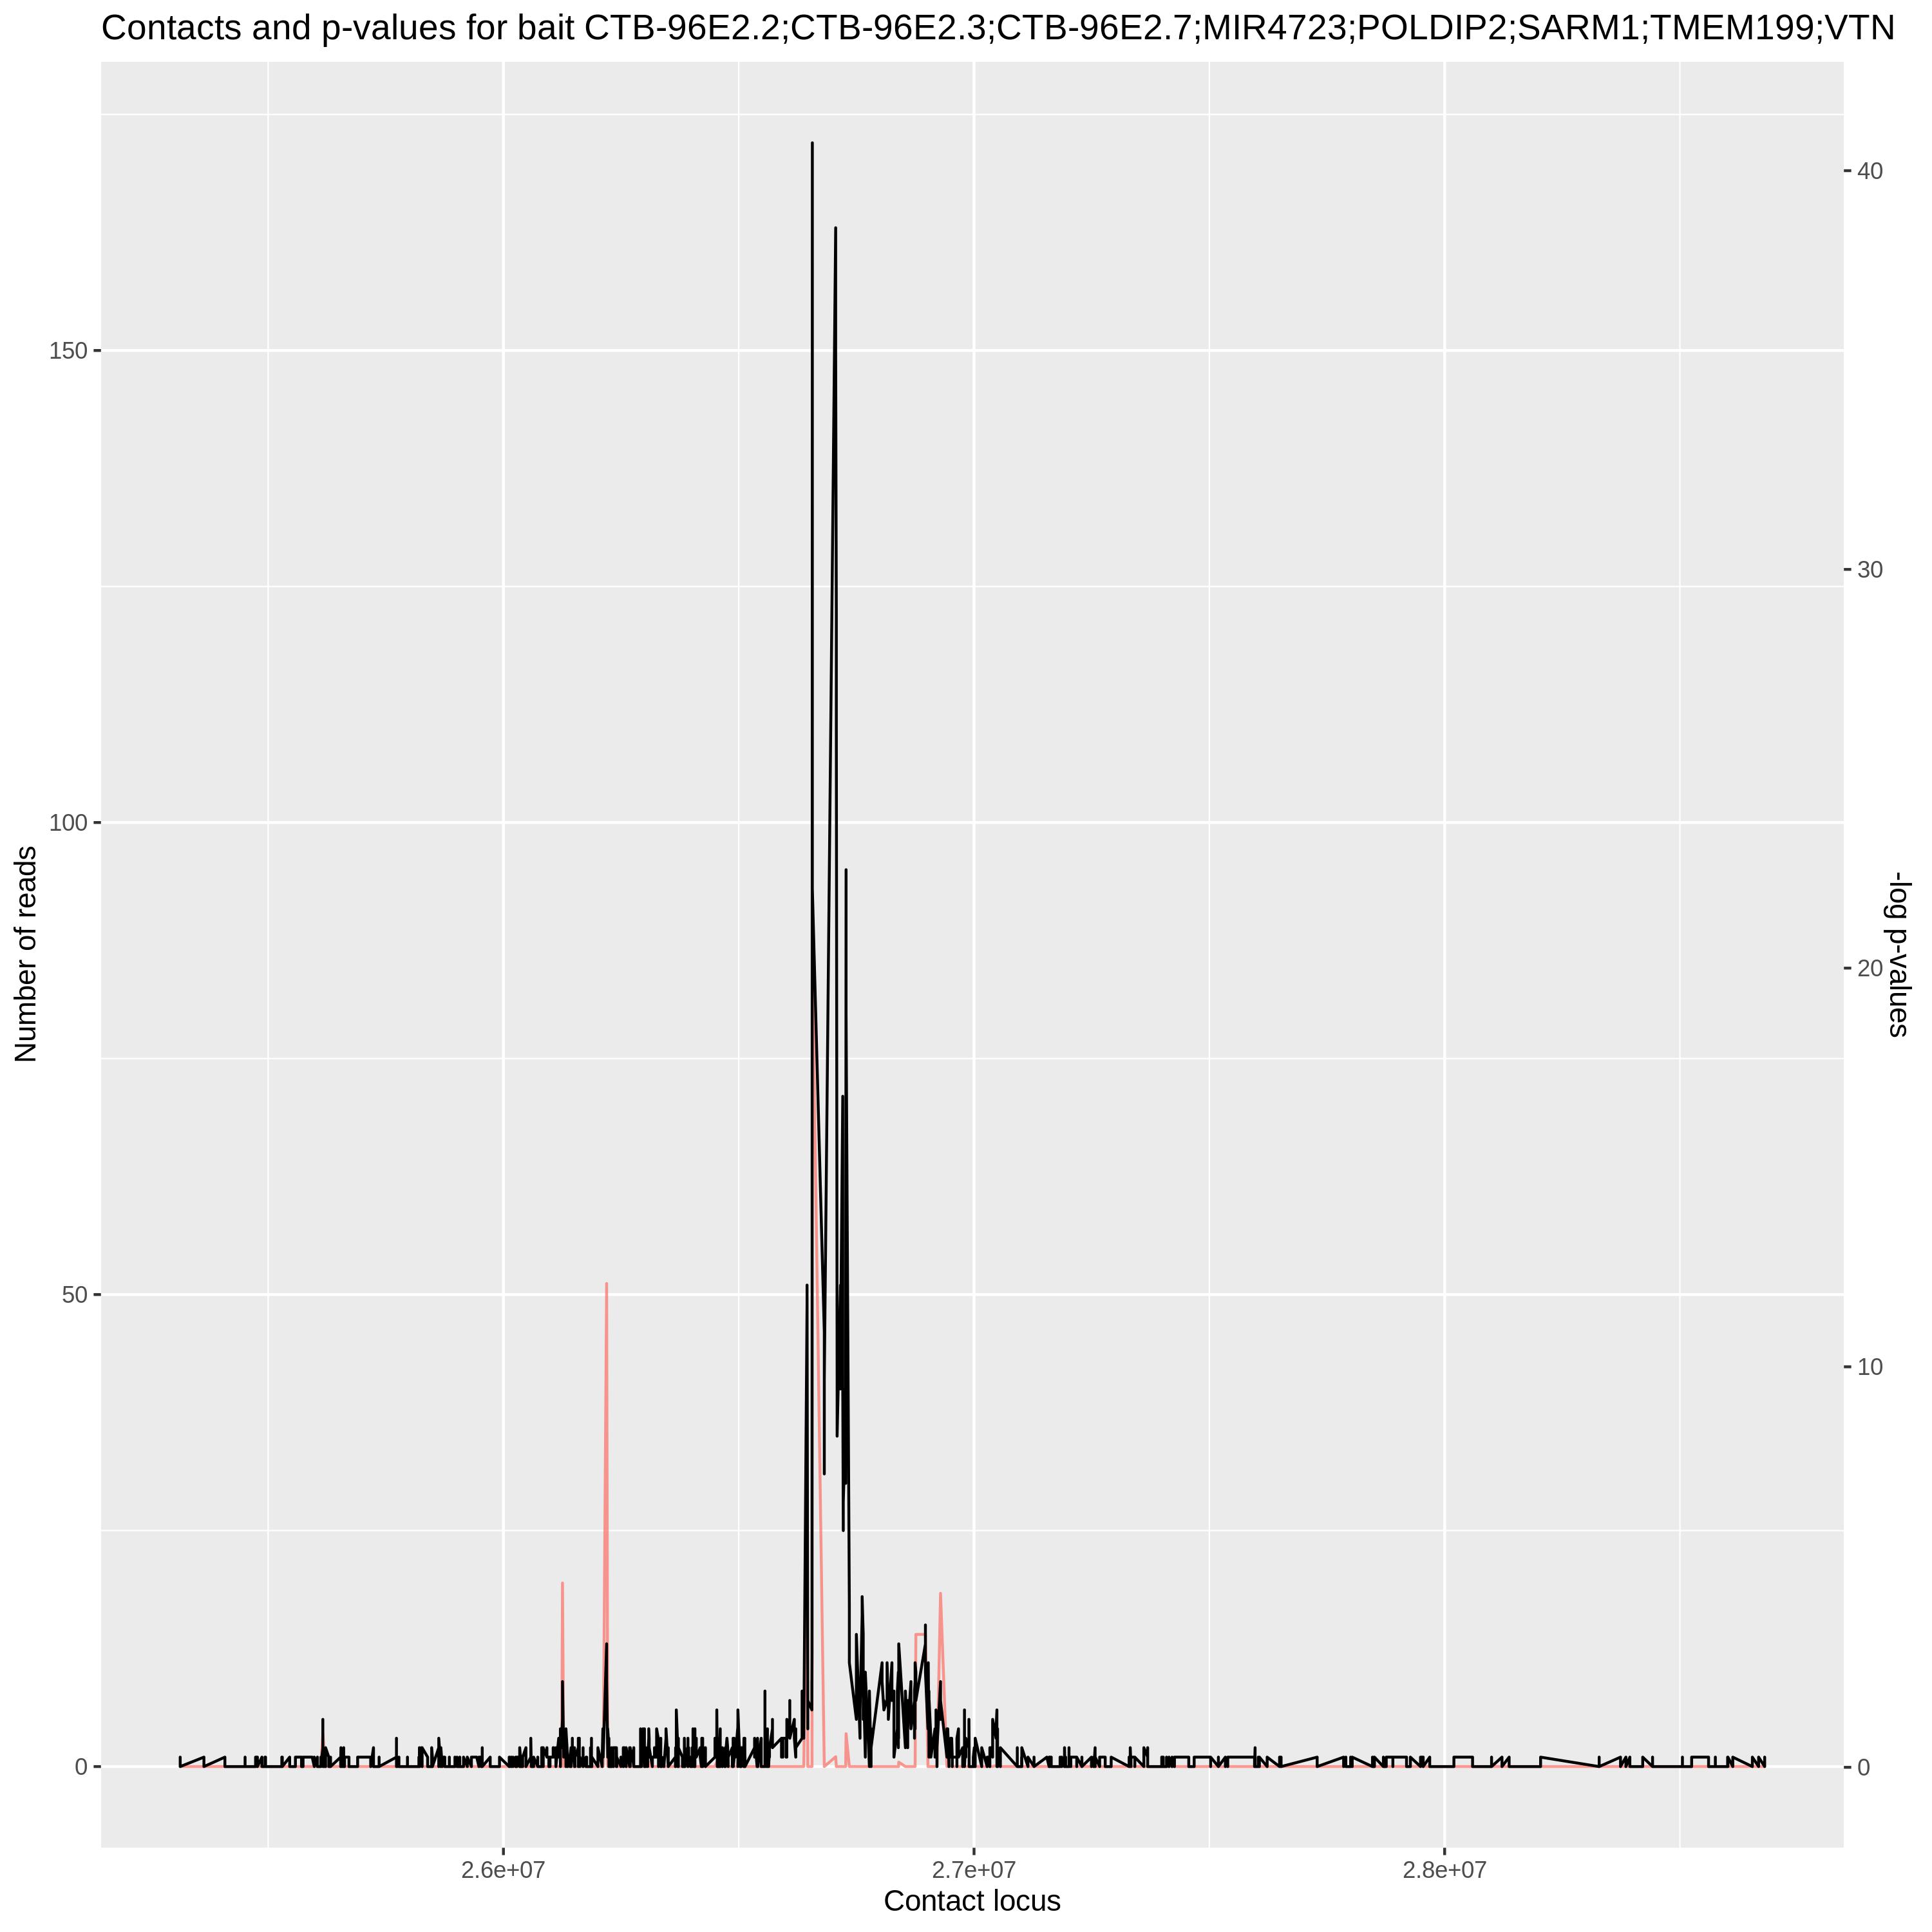 Contacts and p-values for bait CTB-96E2.2;CTB-96E2.3;CTB-96E2.7;MIR4723;POLDIP2;SARM1;TMEM199;VTN
Number of reads
150
100
50
0
40
30
20
10
0
-log p-values
2.6e+07 2.7e+07 2.8e+07
Contact locus